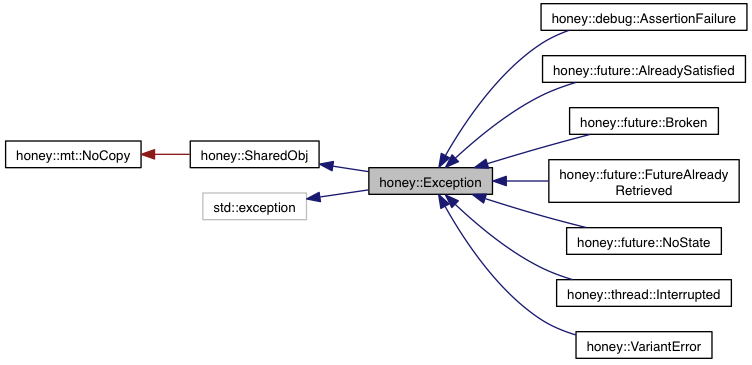 honey::debug::AssertionFailure
honey::future::AlreadySatisfied
honey::future::Broken
honey::mt::NoCopy
honey::SharedObj
honey::future::FutureAlready
Retrieved
honey::Exception
std::exception
honey::future::NoState
honey::thread::Interrupted
honey::VariantError